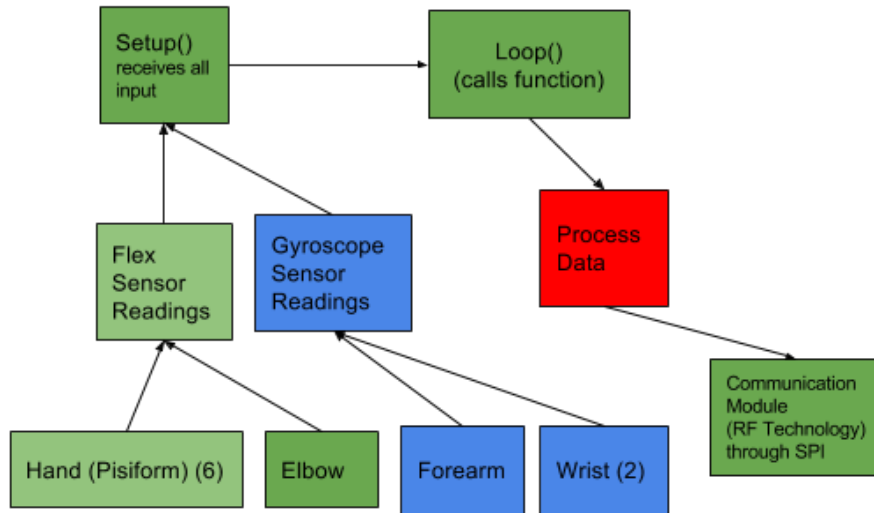 Setup()
receives all
input
Loop()
(calls function)
Flex
Sensor
Readings
Gyroscope
Sensor
Readings
Process
Data
Communication
Module
(RF Technology)
through SPI
Hand (Pisiform) (6)
Elbow
Forearm
Wrist (2)